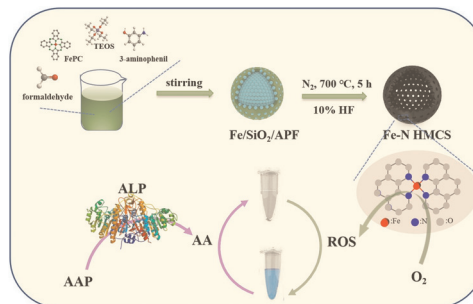 TEOS
FePC
3-aminophenil
formaldehyde
stirring
N₂, 700 °C, 5 h
10% HF
Fe/SiO₂/APF
Fe-N HMCS
ALP
AA
AAP
ROS
O₂
:Fe :N :O